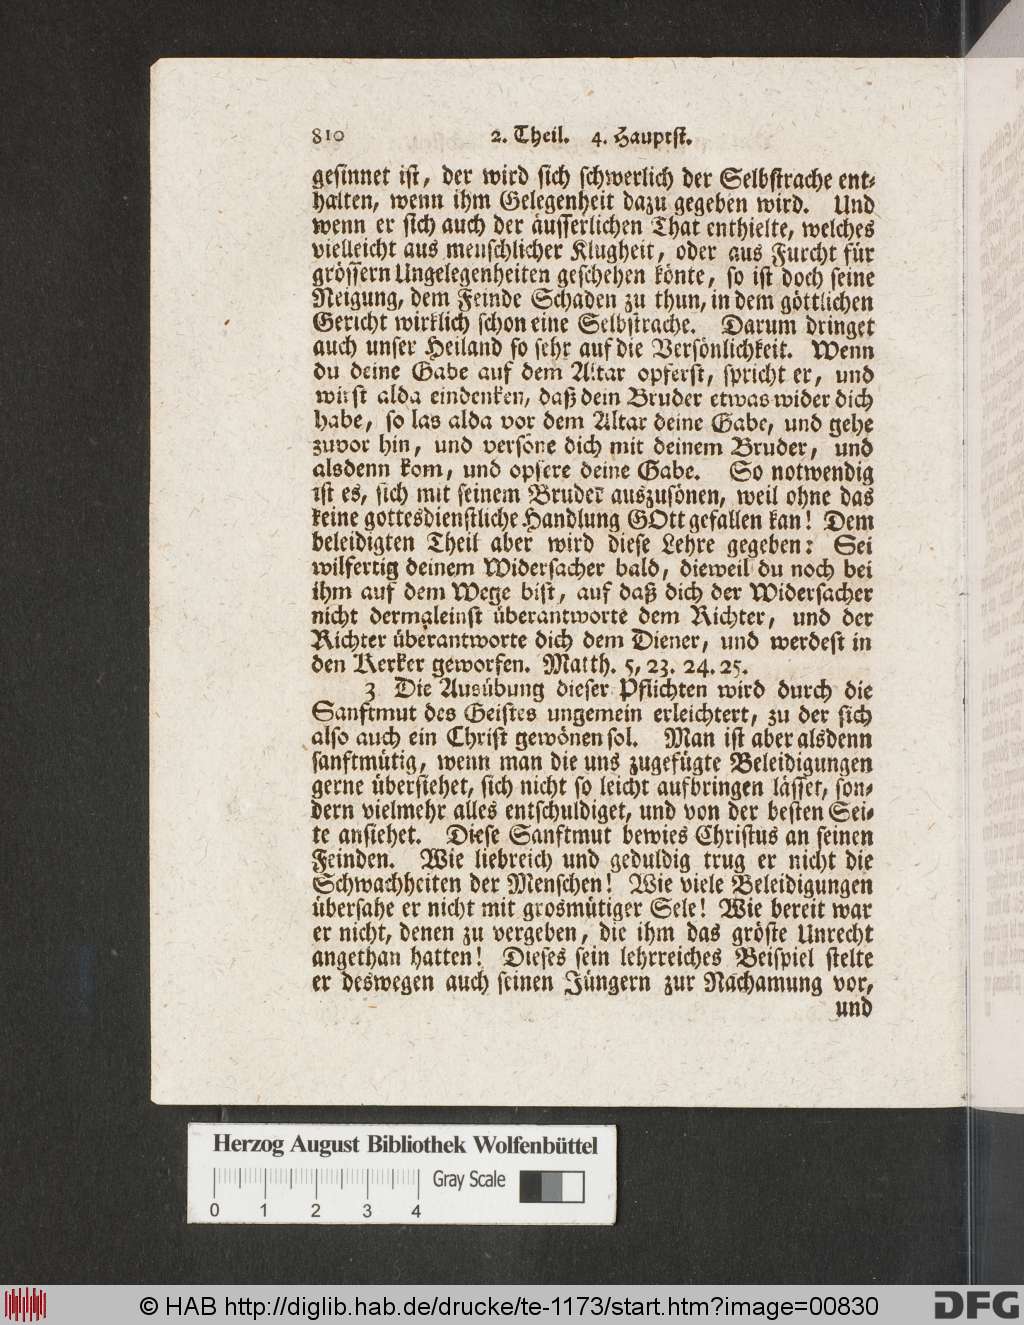 810 2. Theil. 4. Hauptst.
gesinnet ist, der wird sich schwerlich der Selbstrache ent-
halten, wenn ihm Gelegenheit dazu gegeben wird. Und
wenn er sich auch der äusserlichen That enthielte, welches
vielleicht aus menschlicher Klugheit, oder aus Furcht für
grössern Ungelegenheiten geschehen könte, so ist doch seine
Neigung, dem Feinde Schaden zu thun, in dem göttlichen
Gericht wirklich schon eine Selbstrache. Darum dringet
auch unser Heiland so sehr auf die Versönlichkeit. Wenn
du deine Gabe auf dem Altar opferst, spricht er, und
wirst alda eindenken, daß dein Bruder etwas wider dich
habe, so las alda vor dem Altar deine Gabe, und gehe
zuvor hin, und versöne dich mit deinem Bruder, und
alsdenn kom, und opfere deine Gabe. So notwendig
ist es, sich mit seinem Bruder auszusönen, weil ohne das
keine gottesdienstliche Handlung GOtt gefallen kan! Dem
beleidigten Theil aber wird diese Lehre gegeben: Sei
wilfertig deinem Widersacher bald, dieweil du noch bei
ihm auf dem Wege bist, auf daß dich der Widersacher
nicht dermaleinst überantworte dem Richter, und der
Richter überantworte dich dem Diener, und werdest in
den Kerker geworfen. Matth. 5, 23. 24. 25.
3 Die Ausübung dieser Pflichten wird durch die
Sanftmut des Geistes ungemein erleichtert, zu der sich
also auch ein Christ gewönen sol. Man ist aber alsdenn
sanftmütig, wenn man die uns zugefügte Beleidigungen
gerne übersiehet, sich nicht so leicht aufbringen lässet, son-
dern vielmehr alles entschuldiget, und von der besten Sei-
te ansiehet. Diese Sanftmut bewies Christus an seinen
Feinden. Wie liebreich und geduldig trug er nicht die
Schwachheiten der Menschen! Wie viele Beleidigungen
übersahe er nicht mit grosmütiger Sele! Wie bereit war
er nicht, denen zu vergeben, die ihm das gröste Unrecht
angethan hatten! Dieses sein lehrreiches Beispiel stelte
er deswegen auch seinen Jüngern zur Nachamung vor,
und
Herzog August Bibliothek Wolfenbüttel
Gray Scale
0 1 2 3 4
© HAB http://diglib.hab.de/drucke/te-1173/start.htm?image=00830
DFG